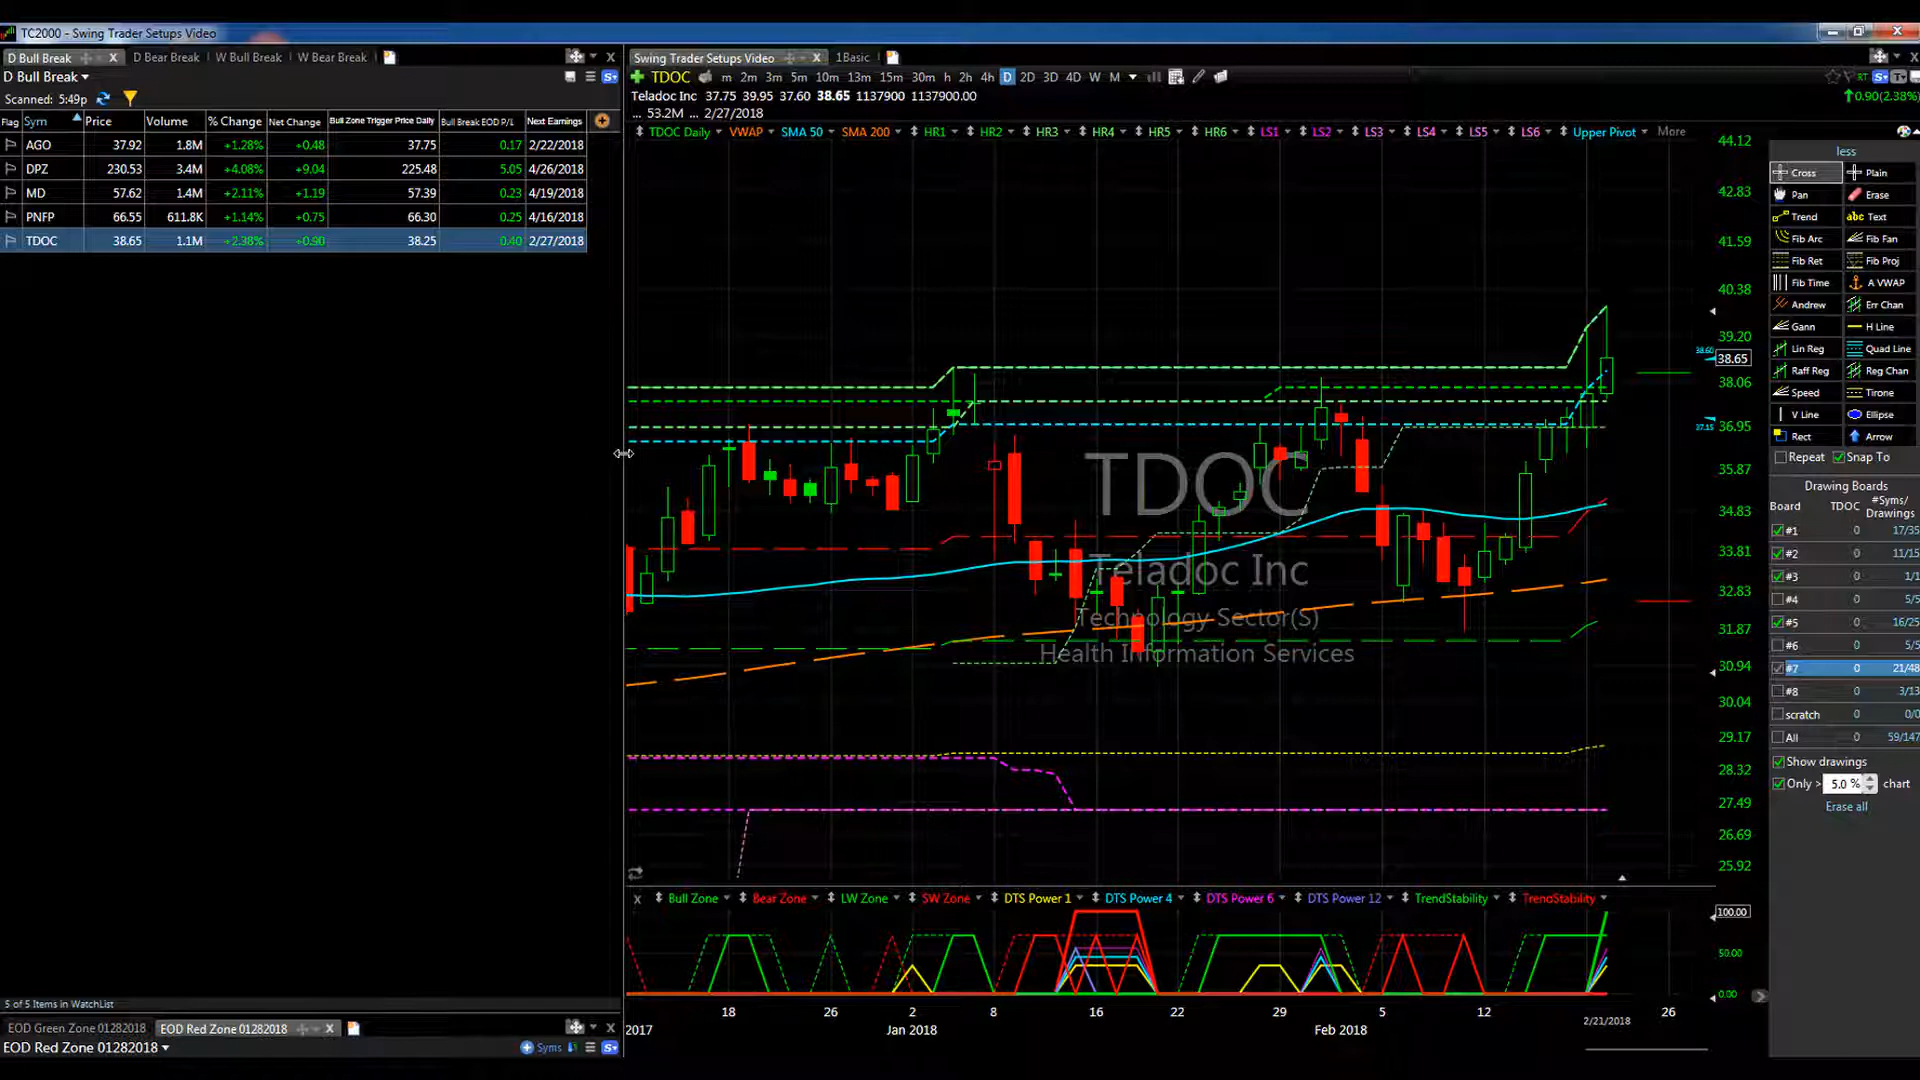 TC2000 - Swing Trader Setups Video
D Bull Break X D Bear Break W Bull Break W Bear Break
D Bull Break
Scanned: 5:49p
Flag Sym Price Volume % Change Net Change Bull Zone Trigger Price Daily Bull Break EOD P/L Next Earnings
AGO 37.92 1.8M +1.28% +0.48 37.75 0.17 2/22/2018
DPZ 230.53 3.4M +4.08% +9.04 225.48 5.05 4/26/2018
MD 57.62 1.4M +2.11% +1.19 57.39 0.23 4/19/2018
PNFP 66.55 611.8K +1.14% +0.75 66.30 0.25 4/16/2018
TDOC 38.65 1.1M +2.38% +0.90 38.25 0.40 2/27/2018
5 of 5 Items in WatchList
EOD Green Zone 01282018 EOD Red Zone 01282018 X
EOD Red Zone 01282018 Syms
Swing Trader Setups Video X 1Basic
TDOC m 2m 3m 5m 10m 13m 15m 30m h 2h 4h D 2D 3D 4D W M
RT
Teladoc Inc 37.75 39.95 37.60 38.65 1137900 1137900.00
0.90(2.38%)
... 53.2M ... 2/27/2018
TDOC Daily VWAP SMA 50 SMA 200 HR1 HR2 HR3 HR4 HR5 HR6 LS1 LS2 LS3 LS4 LS5 LS6 Upper Pivot More
44.12
42.83
41.59
40.38
39.20
38.60
38.65
38.06
37.15
36.95
35.87
34.83
33.81
32.83
31.87
30.94
30.04
29.17
28.32
27.49
26.69
25.92
TDOC
Teladoc Inc
Technology Sector(S)
Health Information Services
x Bull Zone Bear Zone LW Zone SW Zone DTS Power 1 DTS Power 4 DTS Power 6 DTS Power 12 TrendStability TrendStability
100.00
50.00
0.00
18 26 2 8 16 22 29 5 12 2/21/2018 26
2017 Jan 2018 Feb 2018
less
Cross Plain
Pan Erase
Trend abc Text
Fib Arc Fib Fan
Fib Ret Fib Proj
Fib Time A VWAP
Andrew Err Chan
Gann H Line
Lin Reg Quad Line
Raff Reg Reg Chan
Speed Tirone
V Line Ellipse
Rect Arrow
Repeat Snap To
Drawing Boards
Board TDOC #Syms/ Drawings
#1 0 17/35
#2 0 11/15
#3 0 1/1
#4 0 5/5
#5 0 16/25
#6 0 5/5
#7 0 21/48
#8 0 3/13
scratch 0 0/0
All 0 59/147
Show drawings
Only > 5.0 % chart
Erase all